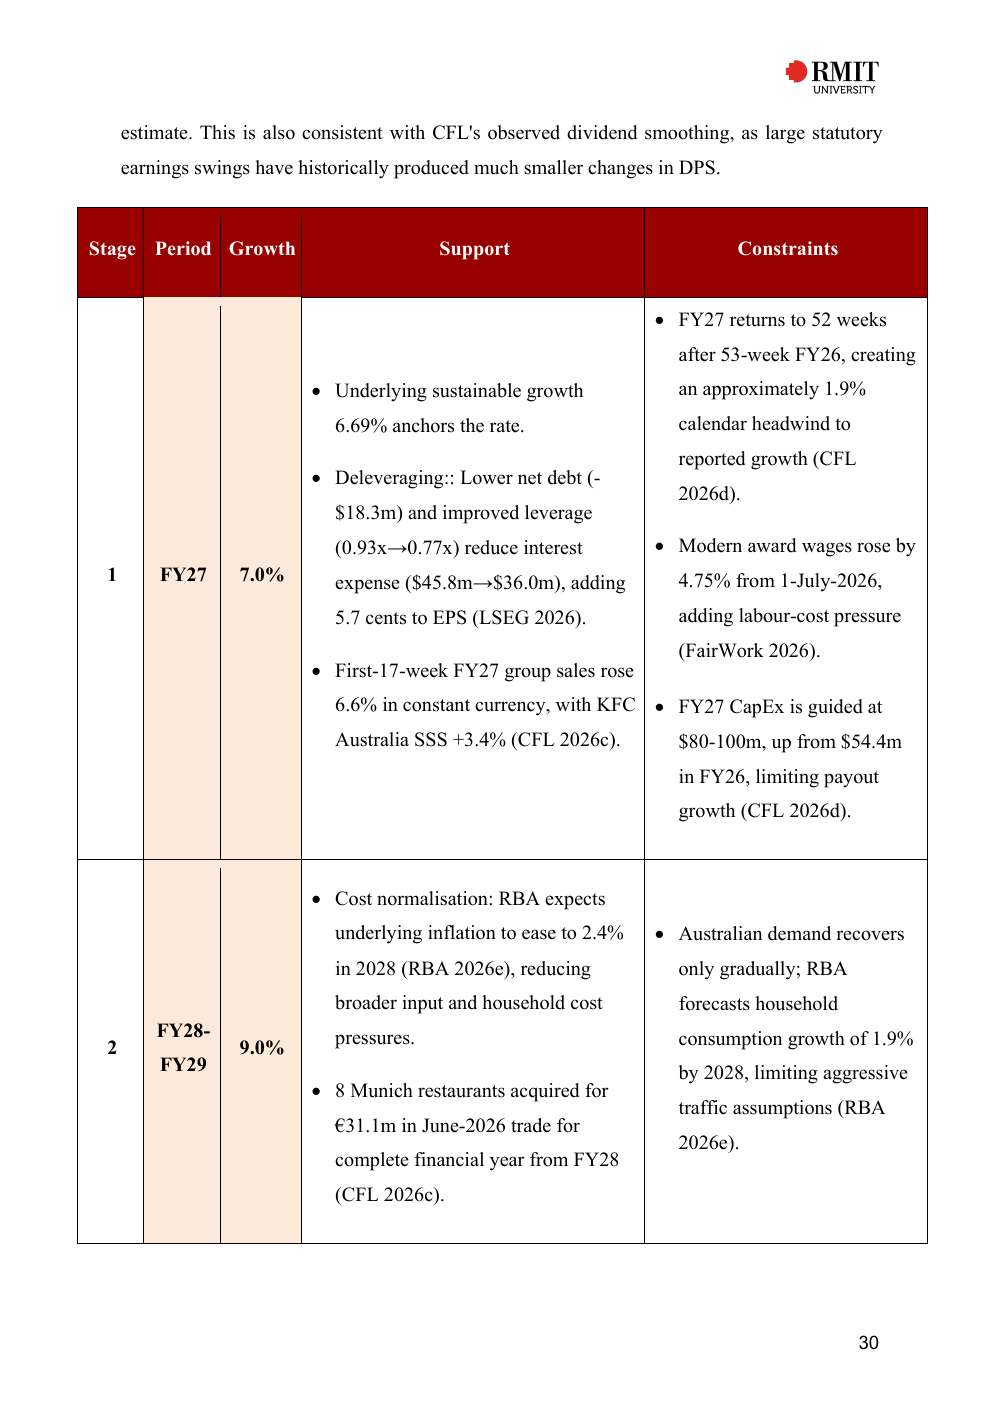 RMIT
UNIVERSITY
estimate. This is also consistent with CFL's observed dividend smoothing, as large statutory
earnings swings have historically produced much smaller changes in DPS.
Stage Period Growth Support Constraints
1
FY27
7.0%
• Underlying sustainable growth
6.69% anchors the rate.
• Deleveraging:: Lower net debt (-
$18.3m) and improved leverage
(0.93x→0.77x) reduce interest
expense ($45.8m→$36.0m), adding
5.7 cents to EPS (LSEG 2026).
• First-17-week FY27 group sales rose
6.6% in constant currency, with KFC
Australia SSS +3.4% (CFL 2026c).
• FY27 returns to 52 weeks
after 53-week FY26, creating
an approximately 1.9%
calendar headwind to
reported growth (CFL
2026d).
• Modern award wages rose by
4.75% from 1-July-2026,
adding labour-cost pressure
(FairWork 2026).
• FY27 CapEx is guided at
$80-100m, up from $54.4m
in FY26, limiting payout
growth (CFL 2026d).
2
FY28-
FY29
9.0%
• Cost normalisation: RBA expects
underlying inflation to ease to 2.4%
in 2028 (RBA 2026e), reducing
broader input and household cost
pressures.
• 8 Munich restaurants acquired for
€31.1m in June-2026 trade for
complete financial year from FY28
(CFL 2026c).
• Australian demand recovers
only gradually; RBA
forecasts household
consumption growth of 1.9%
by 2028, limiting aggressive
traffic assumptions (RBA
2026e).
30